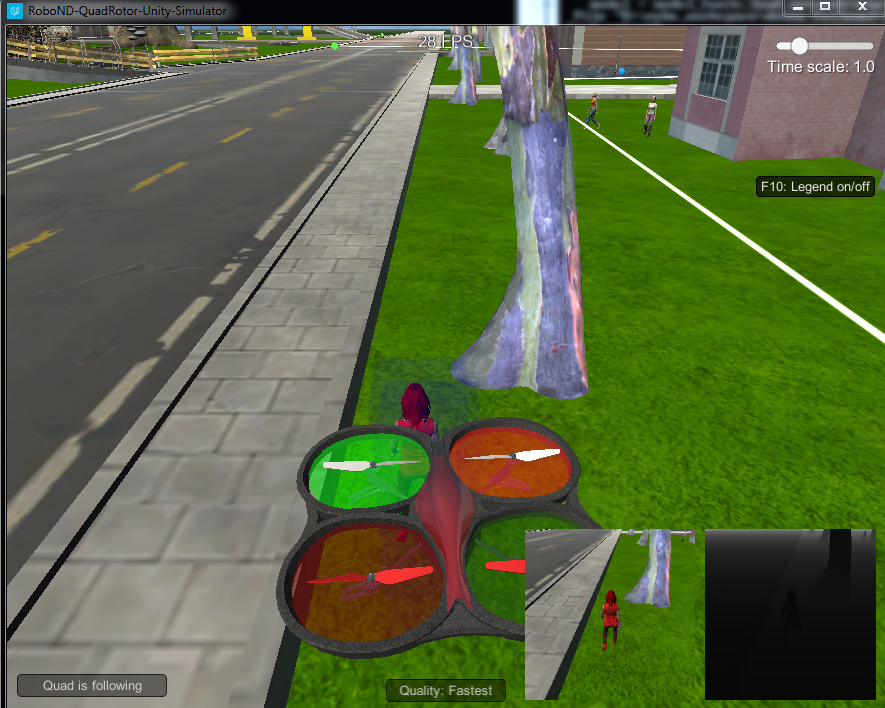 RoboND-QuadRotor-Unity-Simulator
28 FPS
Time scale: 1.0
F10: Legend on/off
Quad is following
Quality: Fastest